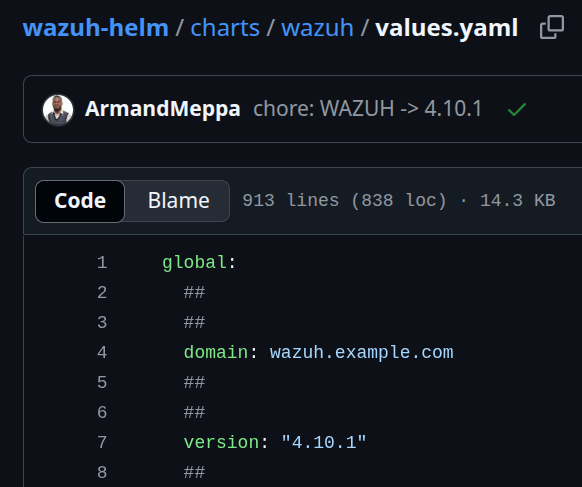 wazuh-helm / charts / wazuh / values.yaml
ArmandMeppa chore: WAZUH -> 4.10.1
Code Blame 913 lines (838 loc) · 14.3 KB
1 global:
2 ##
3 ##
4 domain: wazuh.example.com
5 ##
6 ##
7 version: "4.10.1"
8 ##